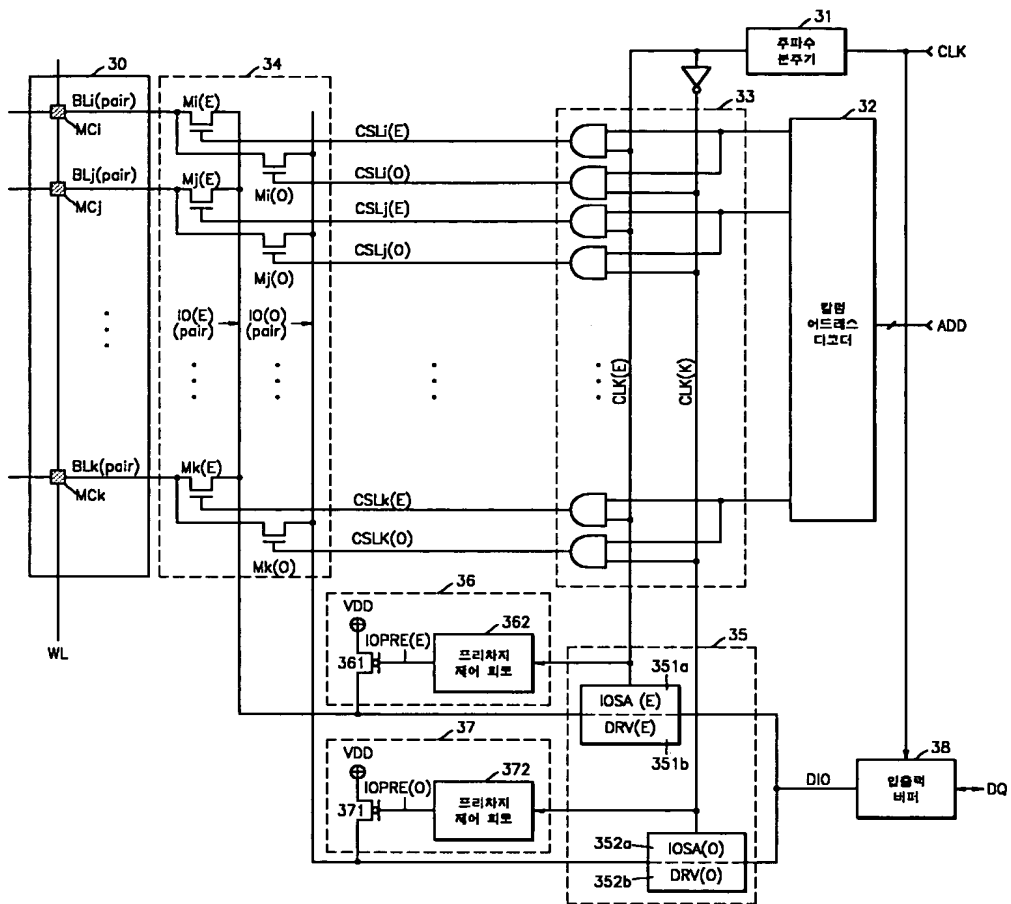 31
주파수
분주기
CLK
30
34
33
32
BLi(pair)
Mi(E)
MCi
CSLi(E)
Mi(O)
CSLi(O)
BLj(pair)
Mj(E)
MCj
CSLj(E)
Mj(O)
CSLj(O)
IO(E)
(pair)
IO(O)
(pair)
CLK(E)
CLK(K)
칼럼
어드레스
디코더
ADD
BLk(pair)
Mk(E)
MCk
CSLk(E)
Mk(O)
CSLK(O)
WL
36
VDD
IOPRE(E)
362
361
프리차지
제어 회로
35
351a
IOSA (E)
DRV(E)
351b
37
VDD
IOPRE(O)
372
371
프리차지
제어 회로
DIO
38
입출력
버퍼
DQ
352a
IOSA(O)
DRV(O)
352b